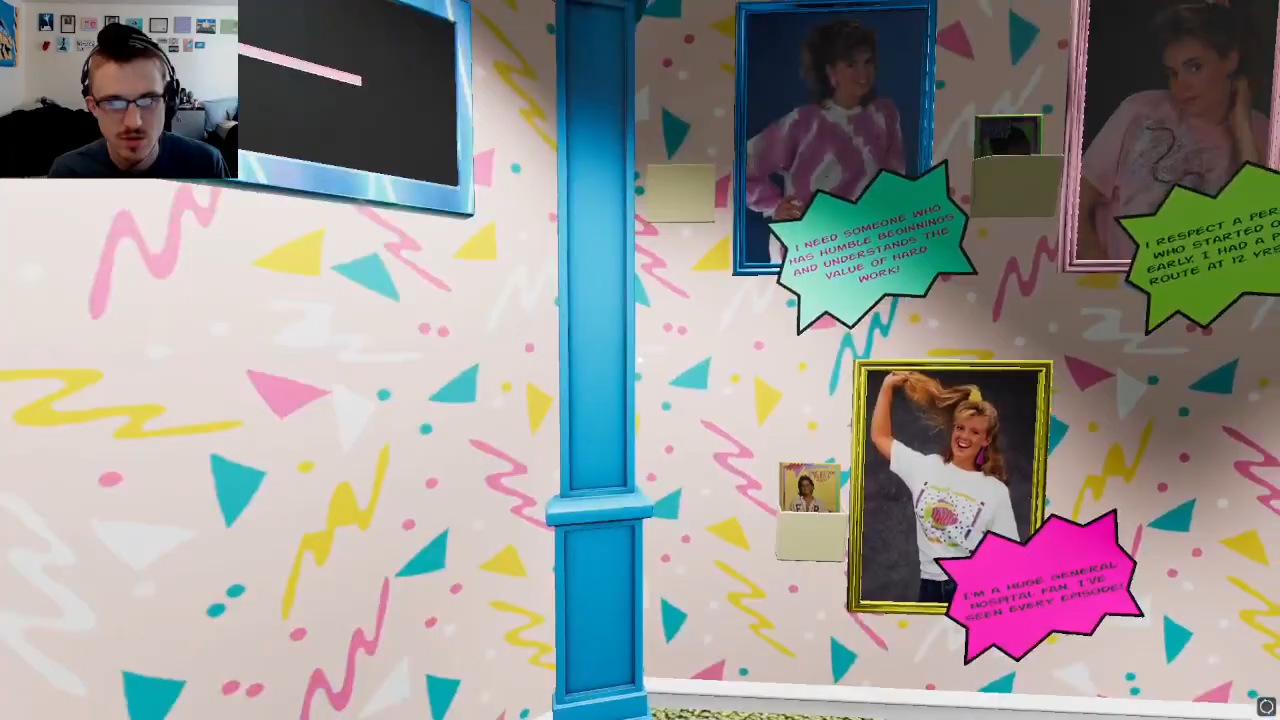 I NEED SOMEONE WHO
HAS HUMBLE BEGINNINGS
AND UNDERSTANDS THE
VALUE OF HARD
WORK!
I RESPECT A PER
WHO STARTED O
EARLY. I HAD A P
ROUTE AT 12 YRS
I'M A HUGE GENERAL
HOSPITAL FAN. I'VE
SEEN EVERY EPISODE!